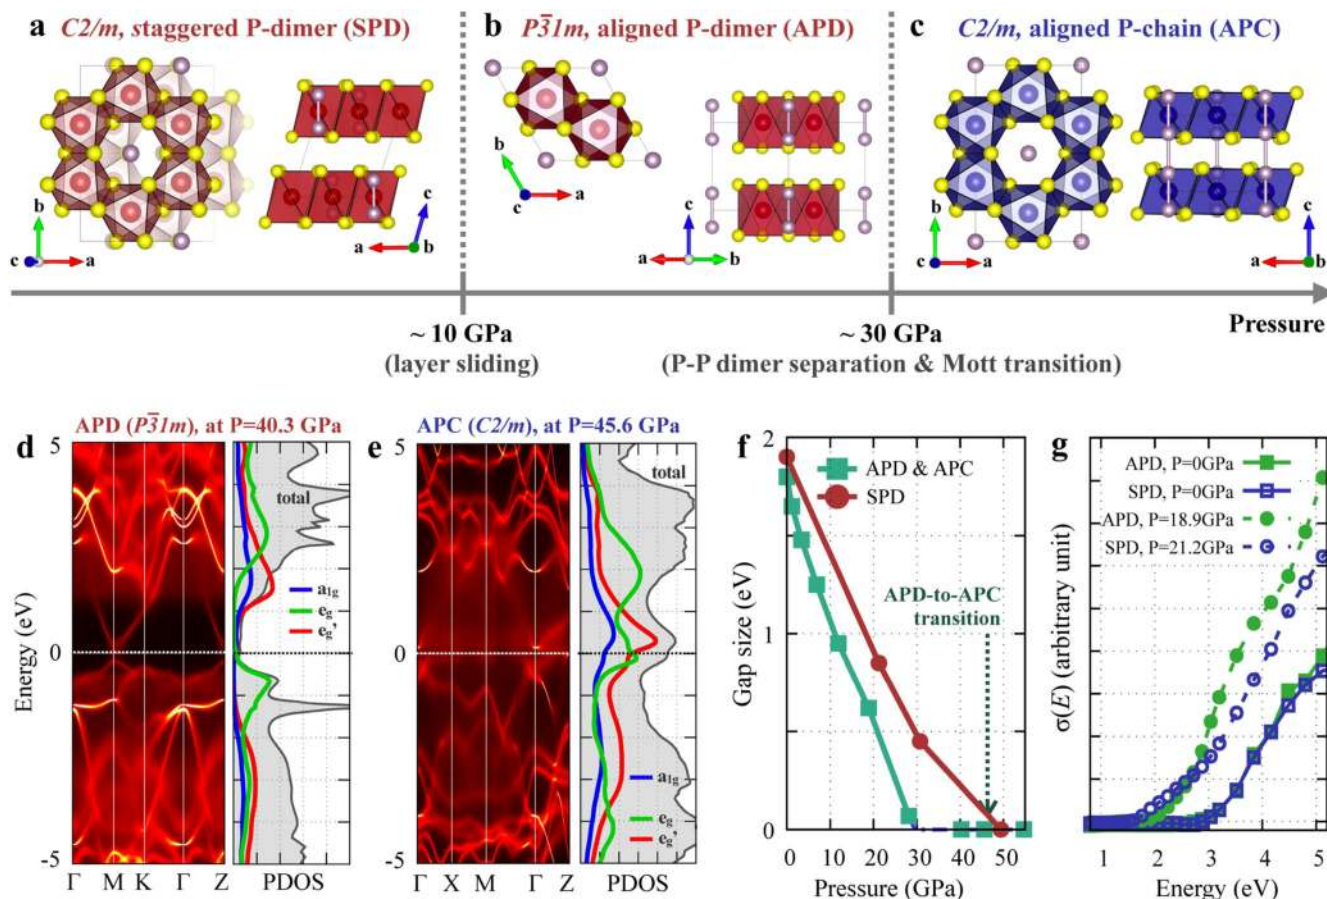 a C2/m, staggered P-dimer (SPD)
b P3̅1m, aligned P-dimer (APD)
c C2/m, aligned P-chain (APC)
b
c
a
c
a
b
b
c
a
c
a
b
b
c
a
c
a
b
~ 10 GPa
(layer sliding)
~ 30 GPa
(P-P dimer separation & Mott transition)
Pressure
d APD (P3̅1m), at P=40.3 GPa
5
0
-5
Energy (eV)
Γ M K Γ Z
total
a1g
eg
eg'
PDOS
e APC (C2/m), at P=45.6 GPa
5
0
-5
Γ X M Γ Z
total
a1g
eg
eg'
PDOS
f
2
1
0
Gap size (eV)
APD & APC
SPD
APD-to-APC
transition
0 10 20 30 40 50
Pressure (GPa)
g
σ(E) (arbitrary unit)
APD, P=0GPa
SPD, P=0GPa
APD, P=18.9GPa
SPD, P=21.2GPa
1 2 3 4 5
Energy (eV)